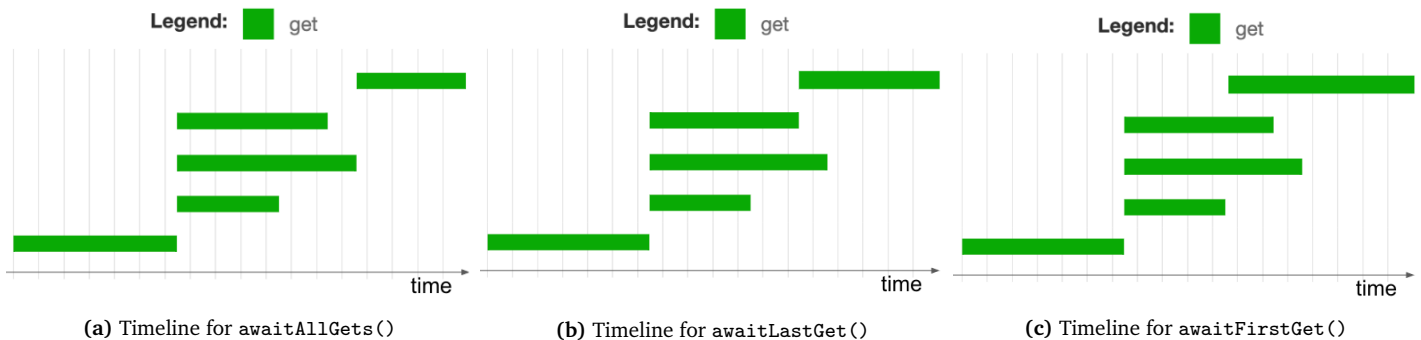 Legend: get
Legend: get
Legend: get
time
time
time
(a) Timeline for awaitAllGets()
(b) Timeline for awaitLastGet()
(c) Timeline for awaitFirstGet()